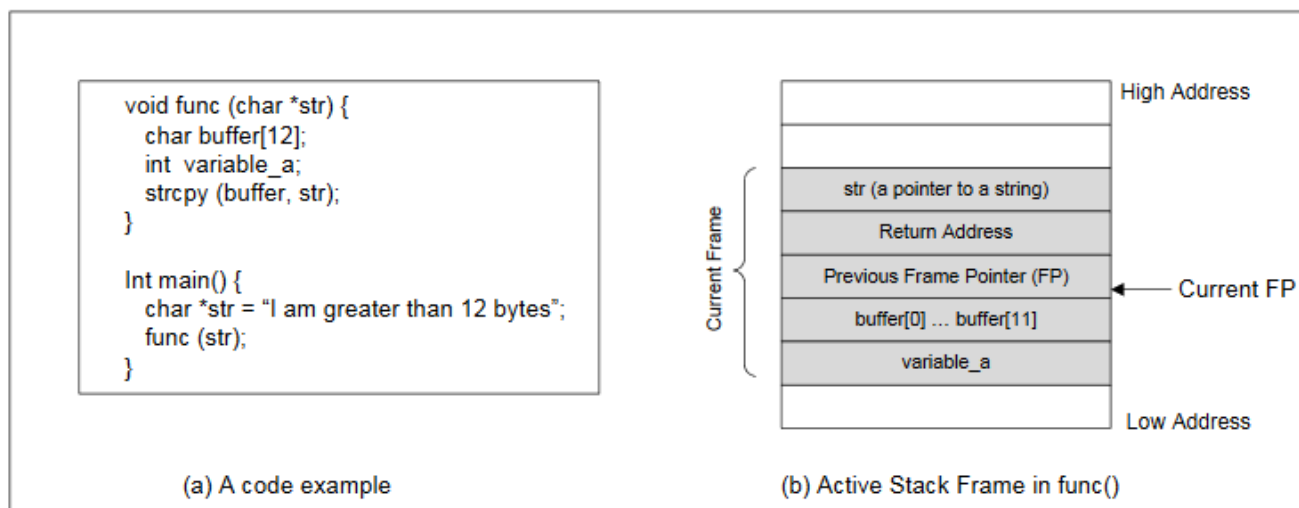 void func (char *str) {
char buffer[12];
int variable_a;
strcpy (buffer, str);
}
Int main() {
char *str = “I am greater than 12 bytes”;
func (str);
}
(a) A code example
High Address
str (a pointer to a string)
Return Address
Previous Frame Pointer (FP)
buffer[0] ... buffer[11]
variable_a
Current Frame
Current FP
Low Address
(b) Active Stack Frame in func()